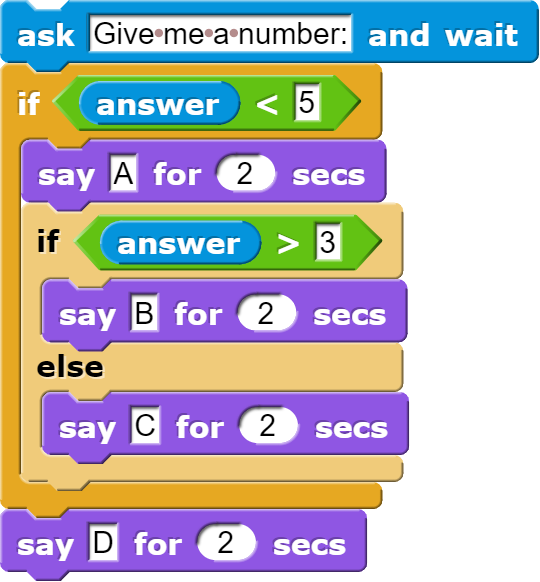 ask Give me a number: and wait
if answer < 5
say A for 2 secs
if answer > 3
say B for 2 secs
else
say C for 2 secs
say D for 2 secs